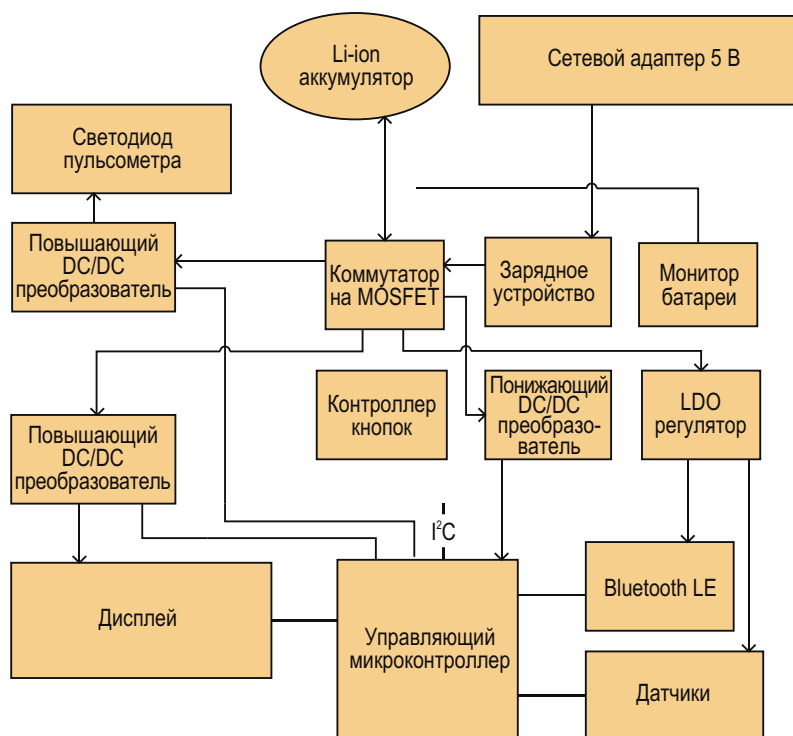 Li-ion
аккумулятор
Сетевой адаптер 5 В
Светодиод
пульсометра
Повышающий
DC/DC
преобразователь
Коммутатор
на MOSFET
Зарядное
устройство
Монитор
батареи
Повышающий
DC/DC
преобразователь
Контроллер
кнопок
Понижающий
DC/DC
преобразо-
ватель
LDO
регулятор
I²C
Дисплей
Управляющий
микроконтроллер
Bluetooth LE
Датчики